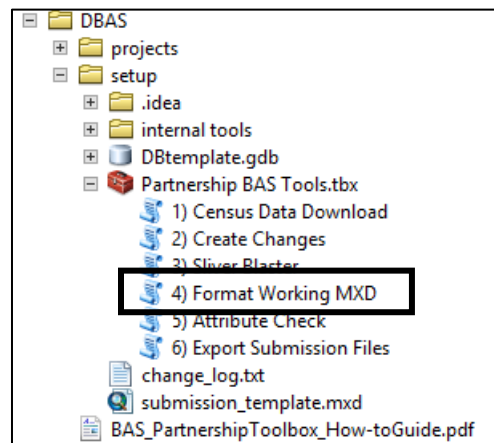 DBAS
projects
setup
.idea
internal tools
DBtemplate.gdb
Partnership BAS Tools.tbx
1) Census Data Download
2) Create Changes
3) Sliver Blaster
4) Format Working MXD
5) Attribute Check
6) Export Submission Files
change_log.txt
submission_template.mxd
BAS_PartnershipToolbox_How-toGuide.pdf